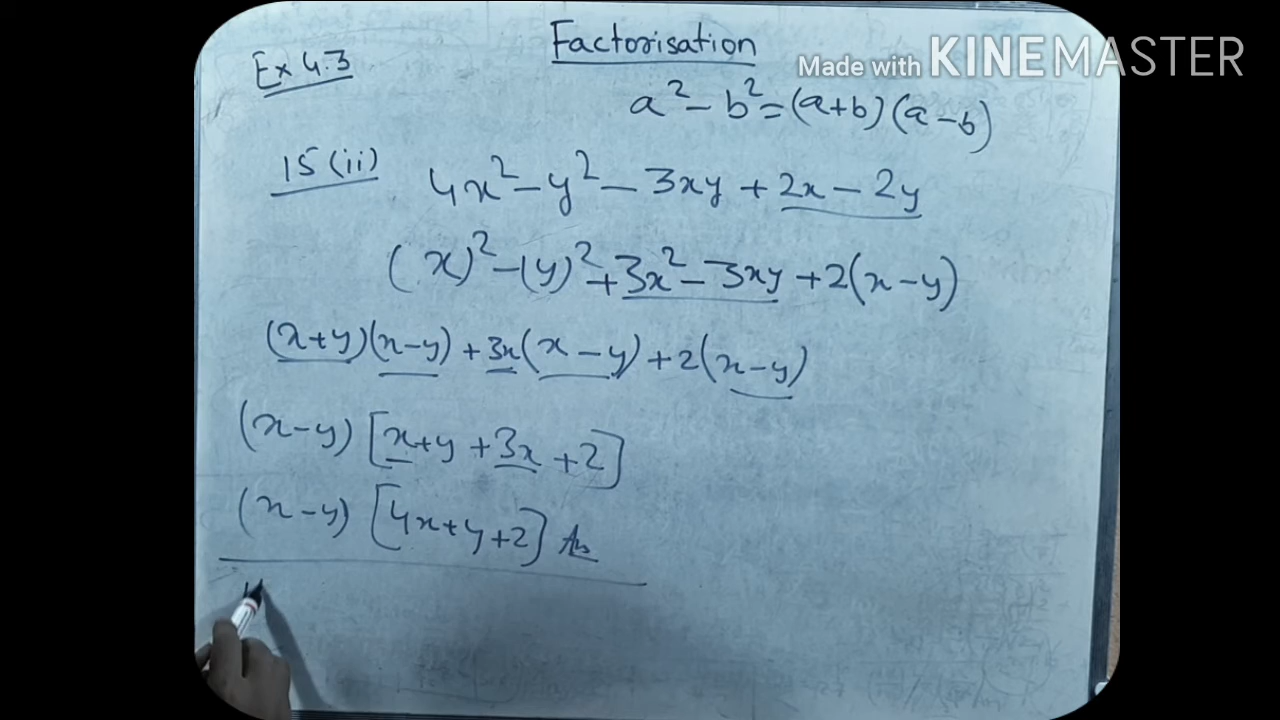 Ex 4.3
Factorisation
Made with KINEMASTER
a² - b² = (a+b)(a-b)
15 (ii) 4x² - y² - 3xy + 2x - 2y
(x)² - (y)² + 3x² - 3xy + 2(x-y)
(x+y)(x-y) + 3x(x-y) + 2(x-y)
(x-y) [x+y+3x+2]
(x-y) [4x+y+2] Ans